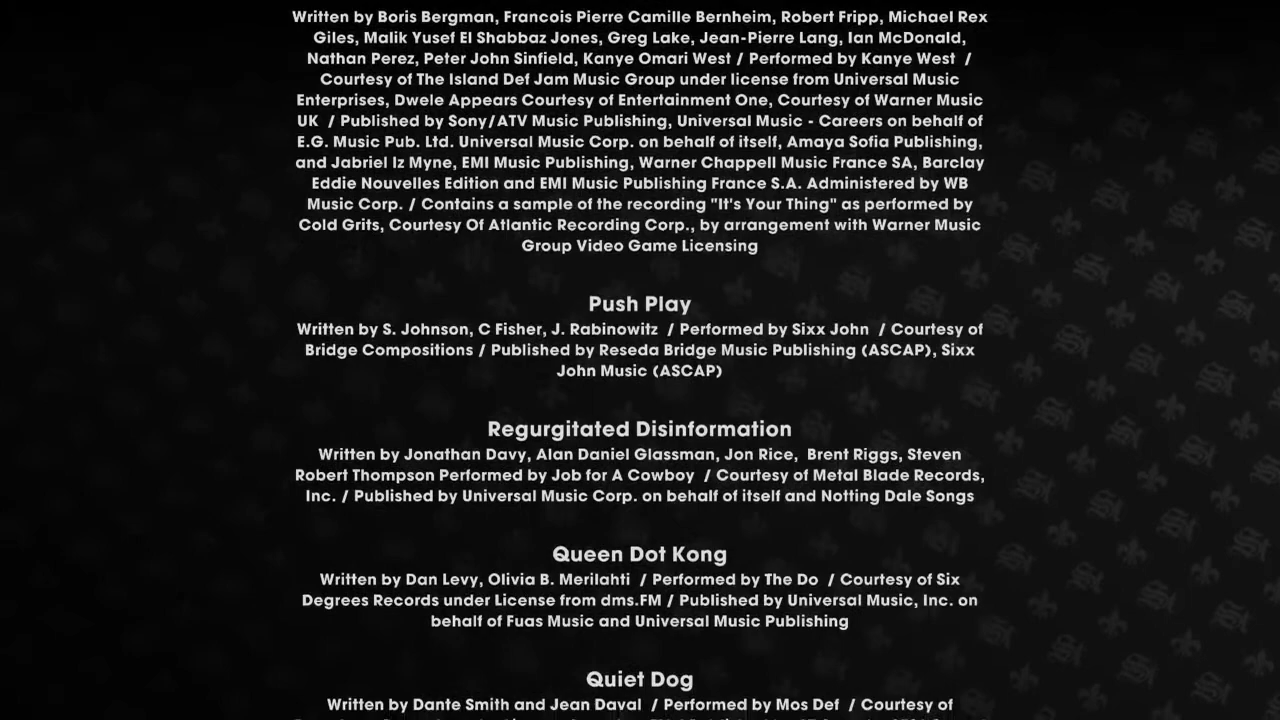 Written by Boris Bergman, Francois Pierre Camille Bernheim, Robert Fripp, Michael Rex
Giles, Malik Yusef El Shabbaz Jones, Greg Lake, Jean-Pierre Lang, Ian McDonald,
Nathan Perez, Peter John Sinfield, Kanye Omari West / Performed by Kanye West /
Courtesy of The Island Def Jam Music Group under license from Universal Music
Enterprises, Dwele Appears Courtesy of Entertainment One, Courtesy of Warner Music
UK / Published by Sony/ATV Music Publishing, Universal Music - Careers on behalf of
E.G. Music Pub. Ltd. Universal Music Corp. on behalf of itself, Amaya Sofia Publishing,
and Jabriel Iz Myne, EMI Music Publishing, Warner Chappell Music France SA, Barclay
Eddie Nouvelles Edition and EMI Music Publishing France S.A. Administered by WB
Music Corp. / Contains a sample of the recording "It's Your Thing" as performed by
Cold Grits, Courtesy Of Atlantic Recording Corp., by arrangement with Warner Music
Group Video Game Licensing
Push Play
Written by S. Johnson, C Fisher, J. Rabinowitz / Performed by Sixx John / Courtesy of
Bridge Compositions / Published by Reseda Bridge Music Publishing (ASCAP), Sixx
John Music (ASCAP)
Regurgitated Disinformation
Written by Jonathan Davy, Alan Daniel Glassman, Jon Rice, Brent Riggs, Steven
Robert Thompson Performed by Job for A Cowboy / Courtesy of Metal Blade Records,
Inc. / Published by Universal Music Corp. on behalf of itself and Notting Dale Songs
Queen Dot Kong
Written by Dan Levy, Olivia B. Merilahti / Performed by The Do / Courtesy of Six
Degrees Records under License from dms.FM / Published by Universal Music, Inc. on
behalf of Fuas Music and Universal Music Publishing
Quiet Dog
Written by Dante Smith and Jean Daval / Performed by Mos Def / Courtesy of